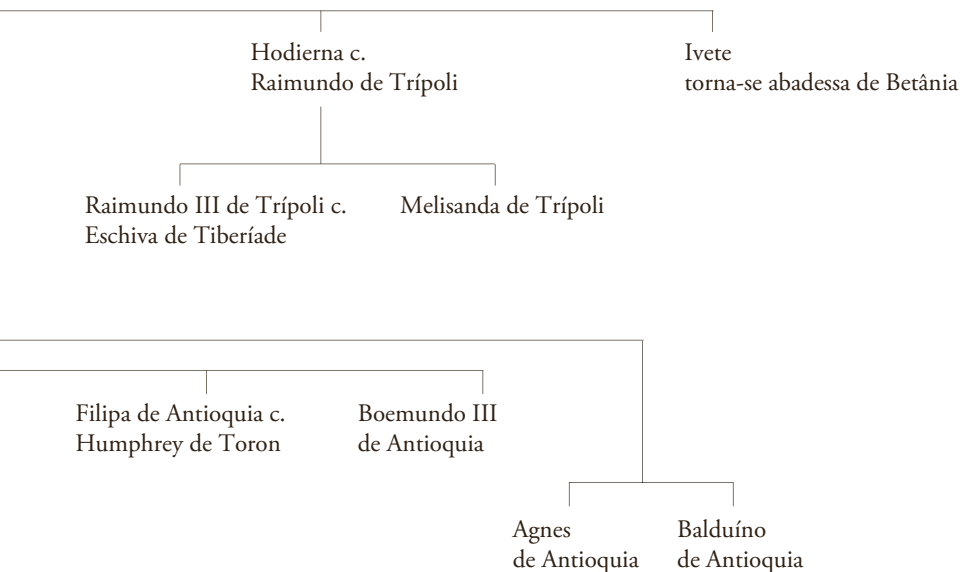 Hodierna c.
Raimundo de Trípoli
Ivete
torna-se abadessa de Betânia
Raimundo III de Trípoli c.
Eschiva de Tiberíade
Melisanda de Trípoli
Filipa de Antioquia c.
Humphrey de Toron
Boemundo III
de Antioquia
Agnes
de Antioquia
Balduíno
de Antioquia